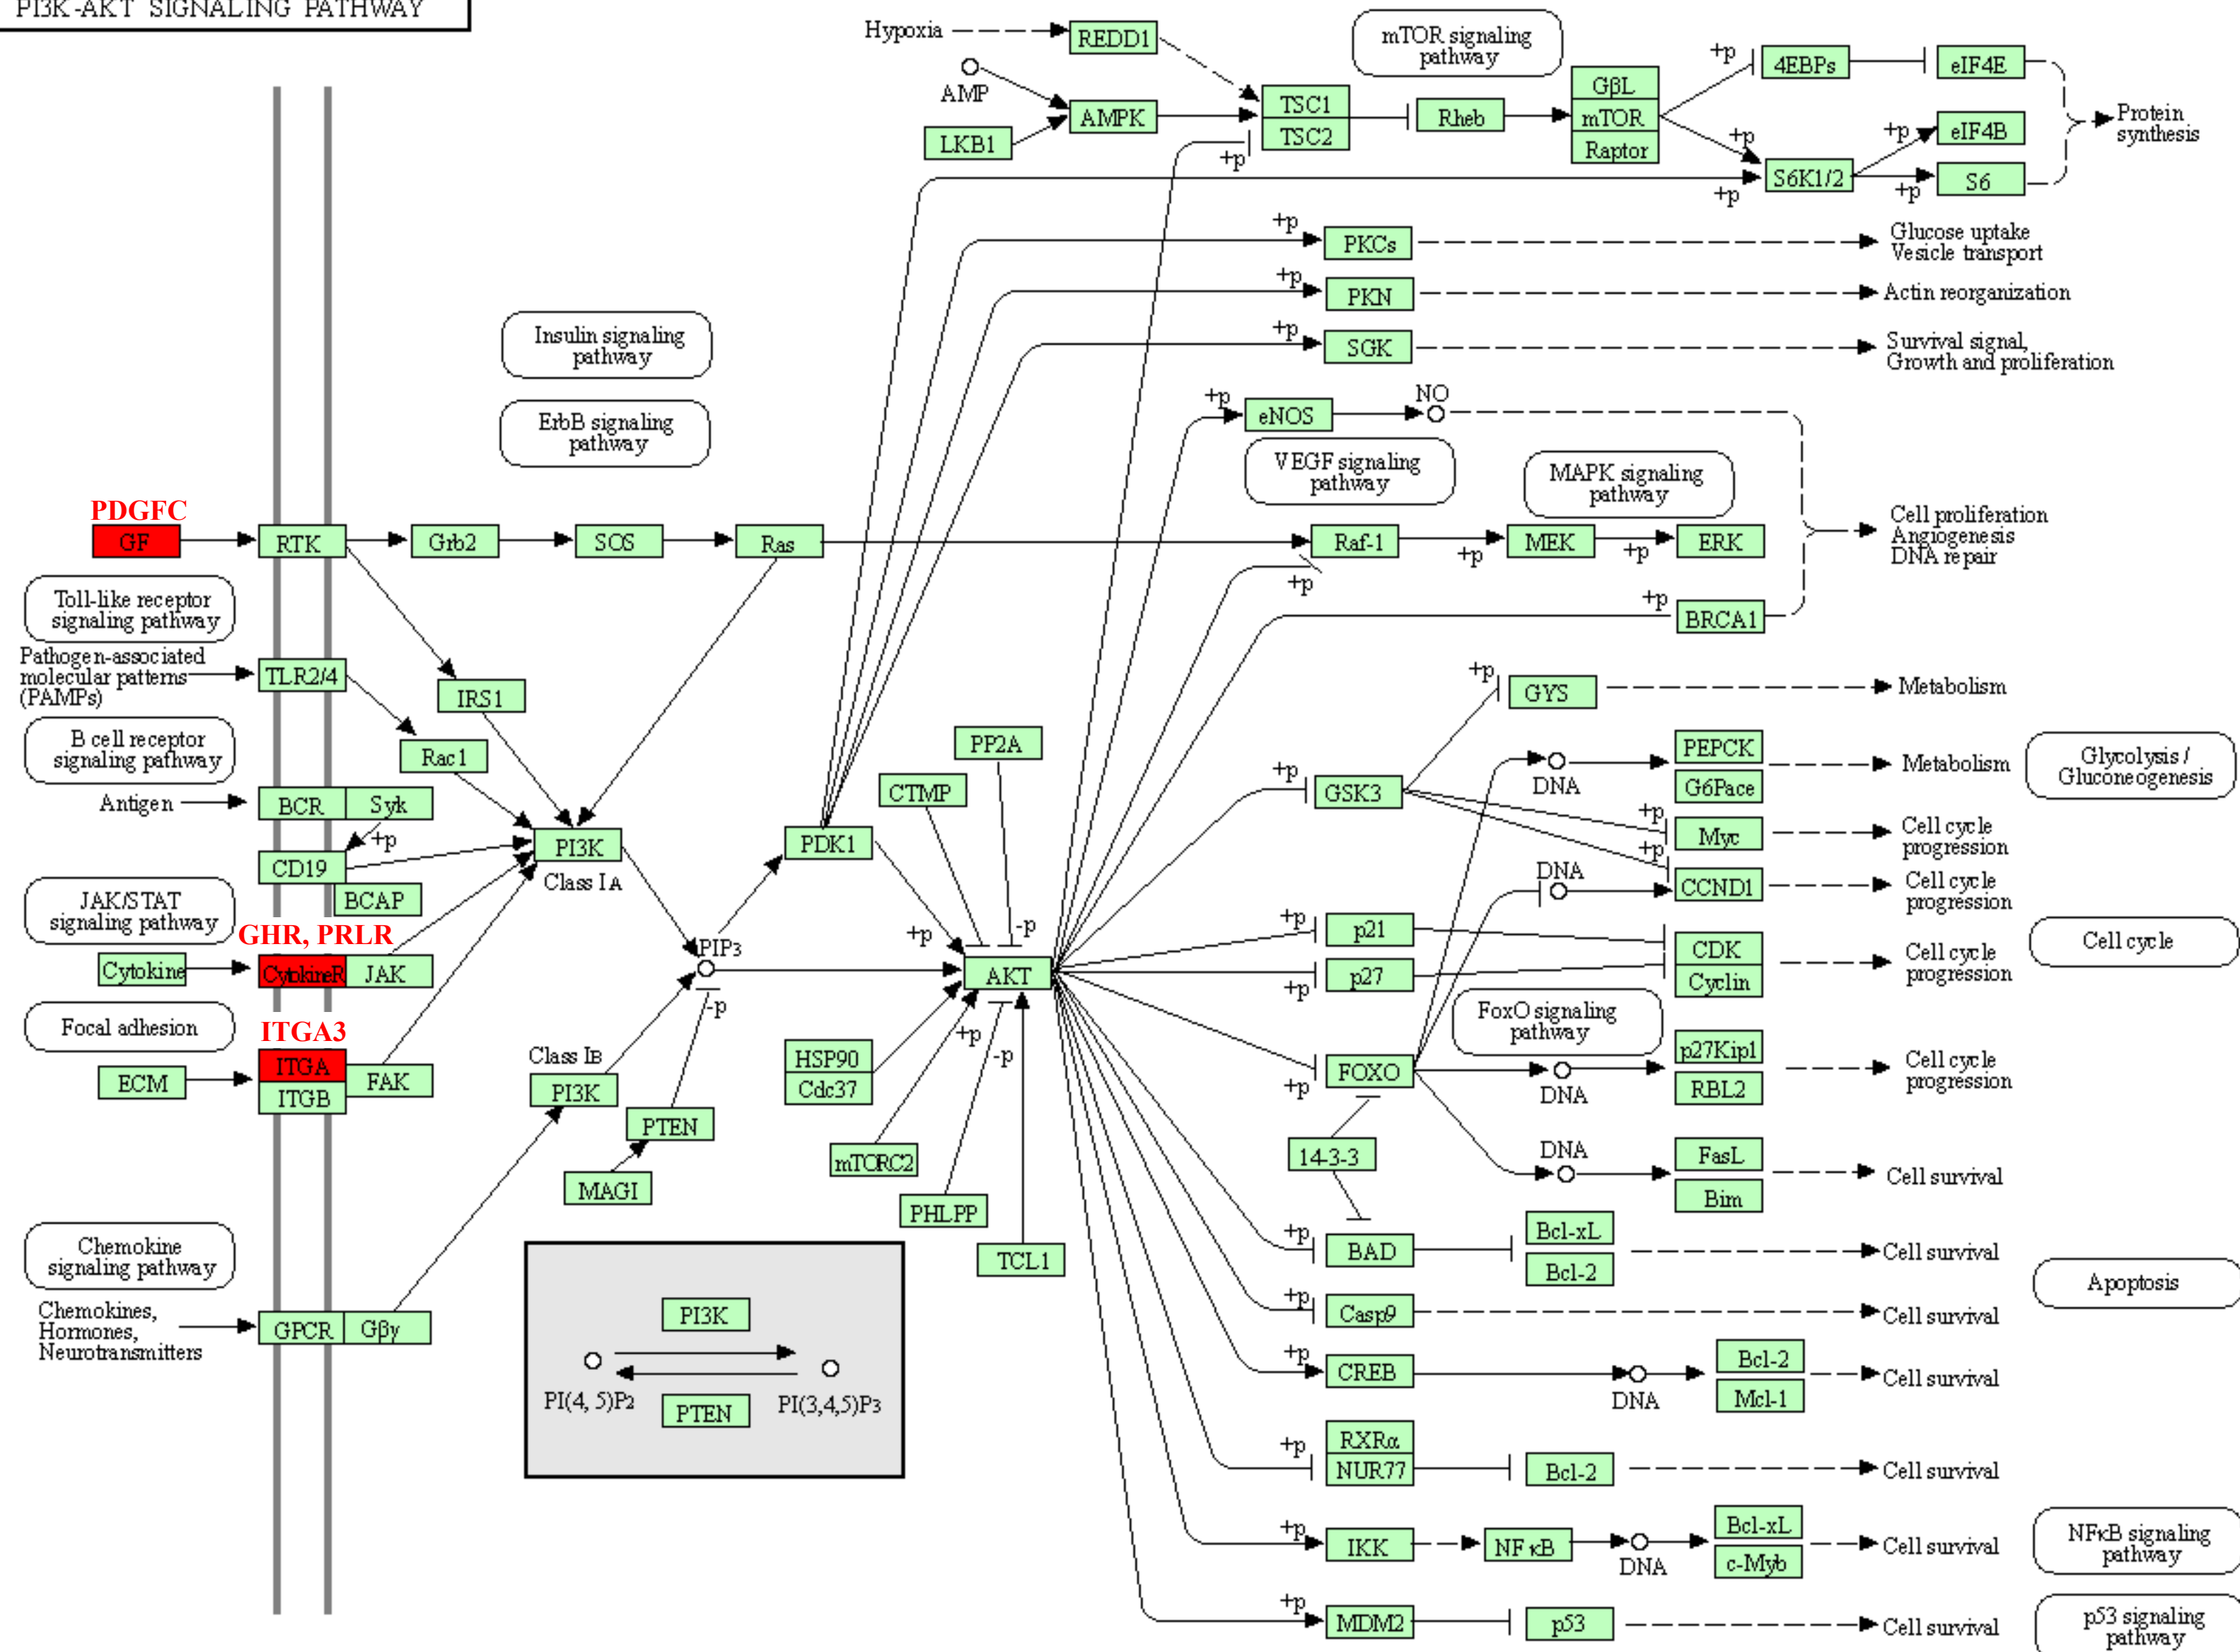 PI3K-AKT SIGNALING PATHWAY
Hypoxia
REDD1
mTOR signaling
pathway
AMP
LKB1
AMPK
TSC1
TSC2
+p
Rheb
GβL
mTOR
Raptor
+p
4EBPs
eIF4E
+p
S6K1/2
+p
+p
eIF4B
+p
S6
Protein
synthesis
+p
PKCs
Glucose uptake
Vesicle transport
+p
PKN
Actin reorganization
+p
SGK
Survival signal,
Growth and proliferation
Insulin signaling
pathway
ErbB signaling
pathway
+p
eNOS
NO
VEGF signaling
pathway
MAPK signaling
pathway
PDGFC
GF
RTK
Grb2
SOS
Ras
Raf-1
+p
MEK
+p
ERK
+p
Cell proliferation
Angiogenesis
DNA repair
+p
BRCA1
Toll-like receptor
signaling pathway
Pathogen-associated
molecular patterns
(PAMPs)
TLR2/4
IRS1
Rac1
B cell receptor
signaling pathway
Antigen
BCR
Syk
+p
CD19
BCAP
PI3K
Class IA
JAK/STAT
signaling pathway
GHR, PRLR
Cytokine
CytokineR
JAK
Focal adhesion
ITGA3
ECM
ITGA
ITGB
FAK
Class IB
PI3K
PTEN
MAGI
PIP3
-p
PDK1
CTMP
PP2A
+p
-p
AKT
HSP90
Cdc37
+p
-p
mTORC2
PHLPP
TCL1
Chemokine
signaling pathway
Chemokines,
Hormones,
Neurotransmitters
GPCR
Gβγ
PI3K
PI(4, 5)P2
PI(3,4,5)P3
PTEN
+p
GYS
Metabolism
+p
GSK3
DNA
PEPCK
G6Pace
Metabolism
Glycolysis /
Gluconeogenesis
+p
Myc
Cell cycle
progression
+p
DNA
CCND1
Cell cycle
progression
+p
p21
+p
p27
CDK
Cyclin
Cell cycle
progression
Cell cycle
FoxO signaling
pathway
+p
FOXO
DNA
p27Kip1
RBL2
Cell cycle
progression
14-3-3
DNA
FasL
Bim
Cell survival
+p
BAD
Bcl-xL
Bcl-2
Cell survival
Apoptosis
+p
Casp9
Cell survival
+p
CREB
DNA
Bcl-2
Mcl-1
Cell survival
+p
RXRα
NUR77
Bcl-2
Cell survival
+p
IKK
NFκB
DNA
Bcl-xL
c-Myb
Cell survival
NFκB signaling
pathway
+p
MDM2
p53
Cell survival
p53 signaling
pathway